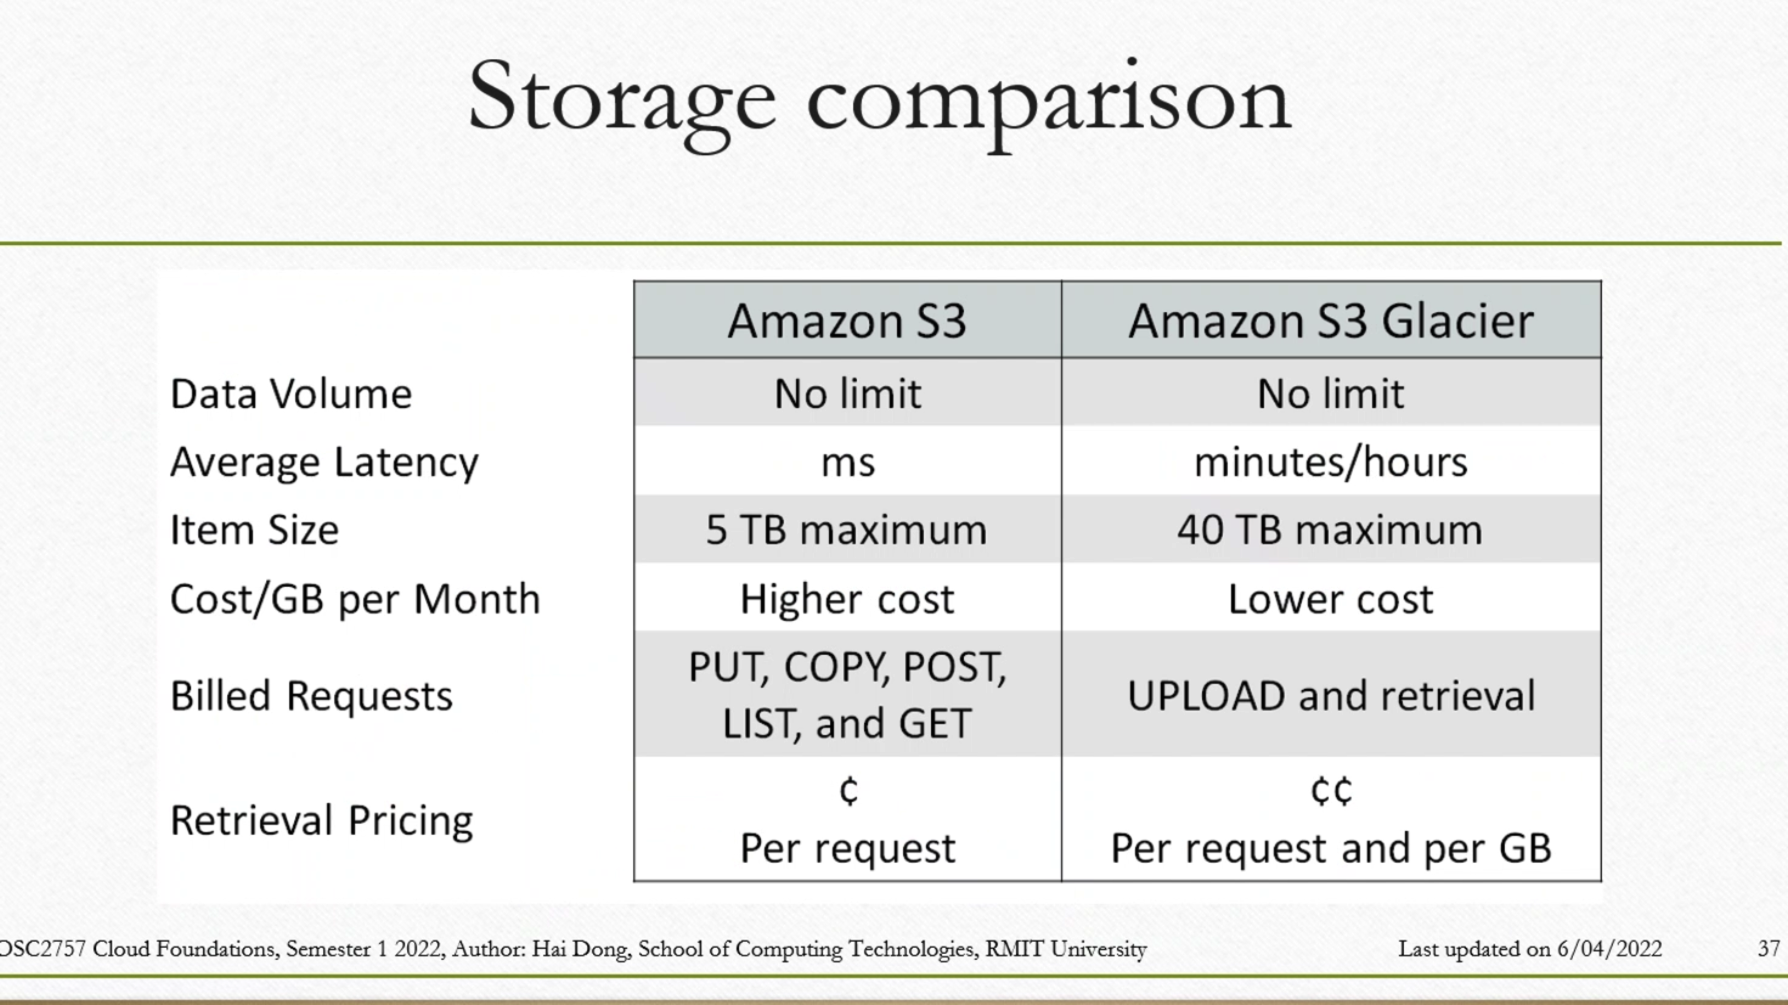 Storage comparison
Amazon S3 Amazon S3 Glacier
Data Volume No limit No limit
Average Latency ms minutes/hours
Item Size 5 TB maximum 40 TB maximum
Cost/GB per Month Higher cost Lower cost
Billed Requests PUT, COPY, POST, LIST, and GET UPLOAD and retrieval
Retrieval Pricing ¢ Per request ¢¢ Per request and per GB
OSC2757 Cloud Foundations, Semester 1 2022, Author: Hai Dong, School of Computing Technologies, RMIT University Last updated on 6/04/2022 37